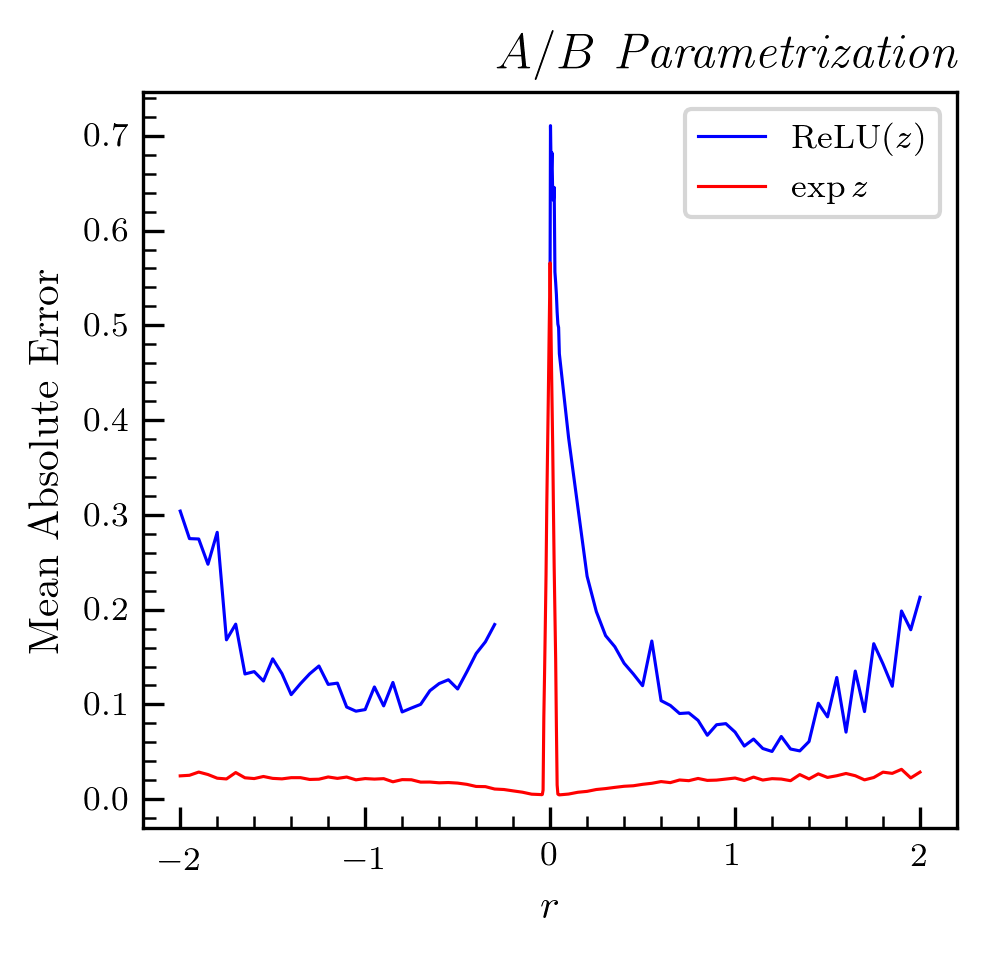 A/B Parametrization
ReLU(z)
exp z
Mean Absolute Error
0.7
0.6
0.5
0.4
0.3
0.2
0.1
0.0
−2 −1 0 1 2
r